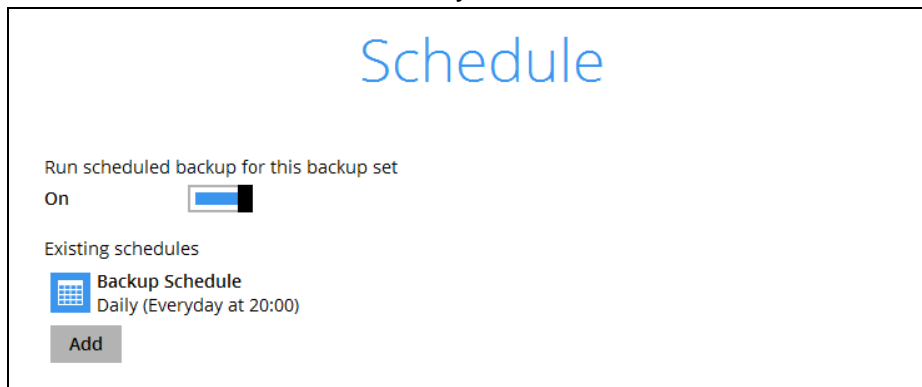 Schedule
Run scheduled backup for this backup set
On
Existing schedules
Backup Schedule
Daily (Everyday at 20:00)
Add